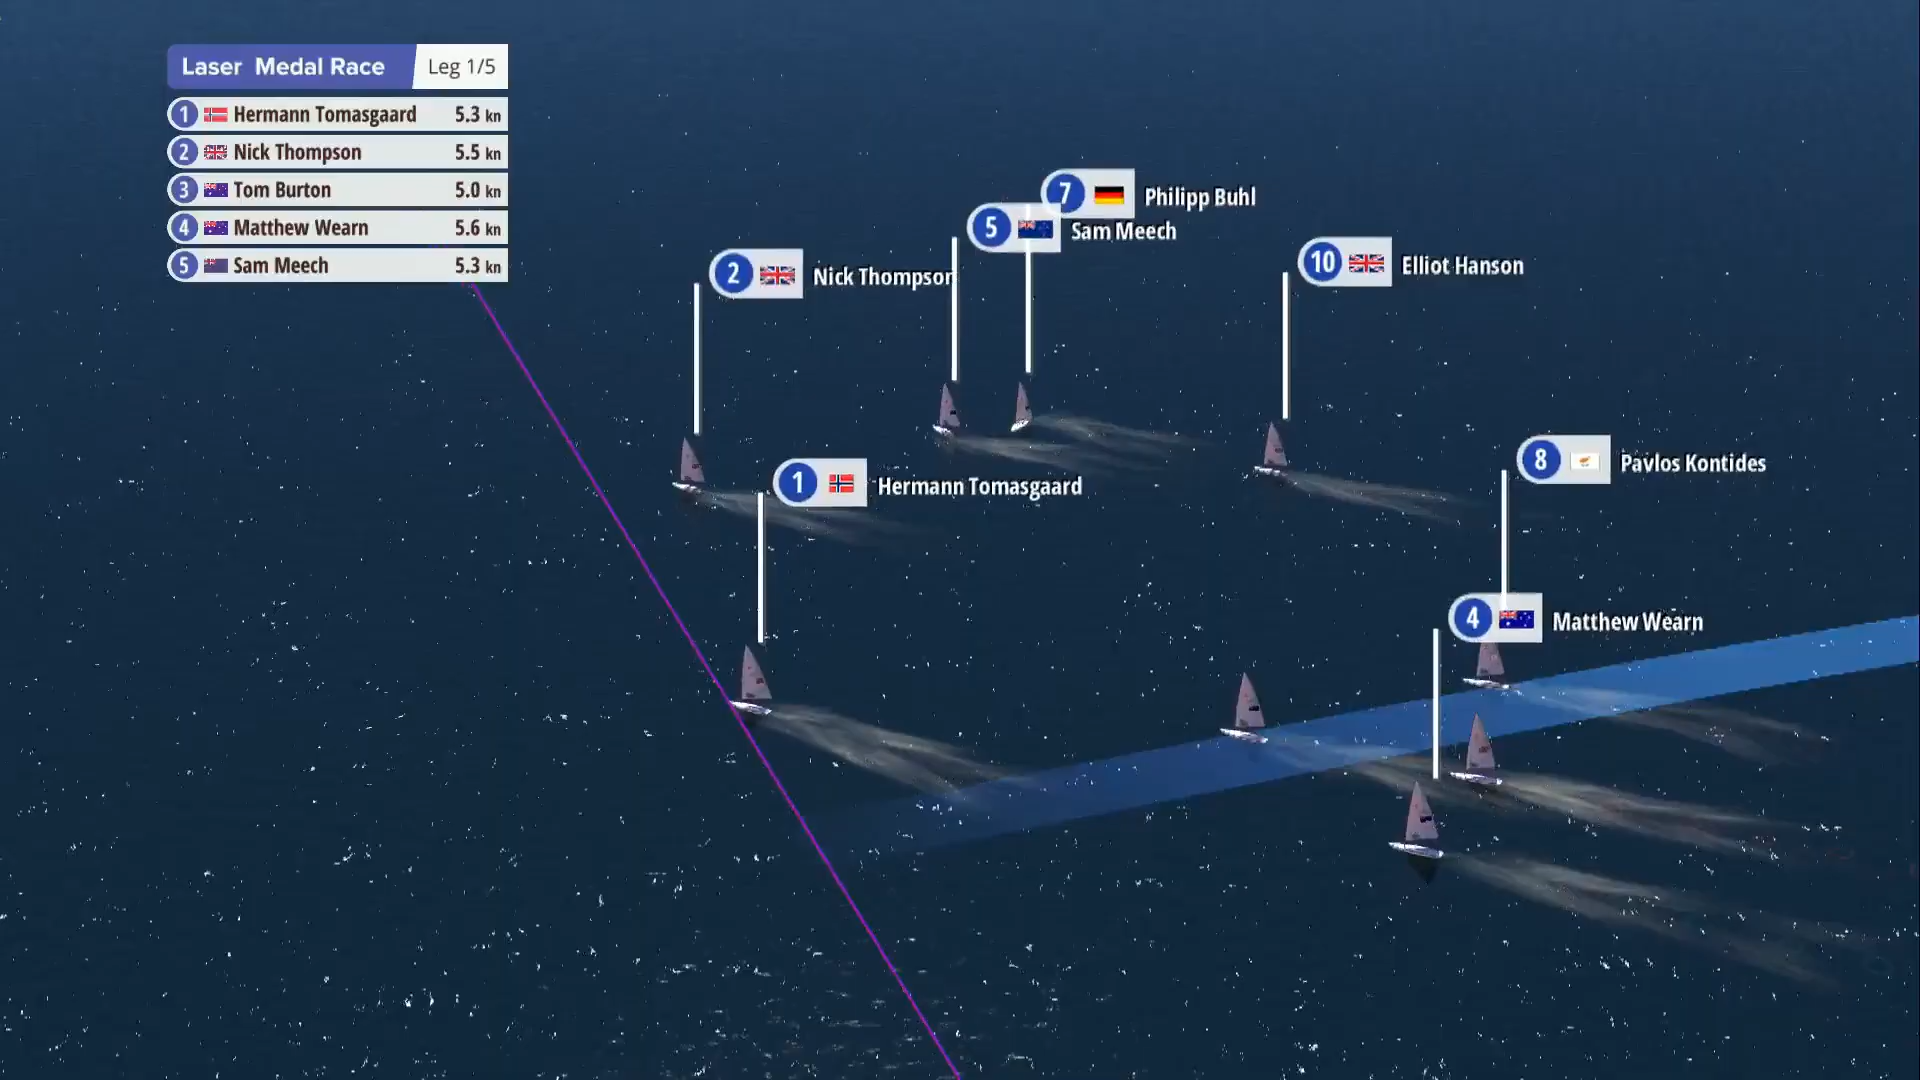 Laser Medal Race Leg 1/5
1 Hermann Tomasgaard 5.3 kn
2 Nick Thompson 5.5 kn
3 Tom Burton 5.0 kn
4 Matthew Wearn 5.6 kn
5 Sam Meech 5.3 kn
7 Philipp Buhl
5 Sam Meech
2 Nick Thompson
10 Elliot Hanson
8 Pavlos Kontides
1 Hermann Tomasgaard
4 Matthew Wearn